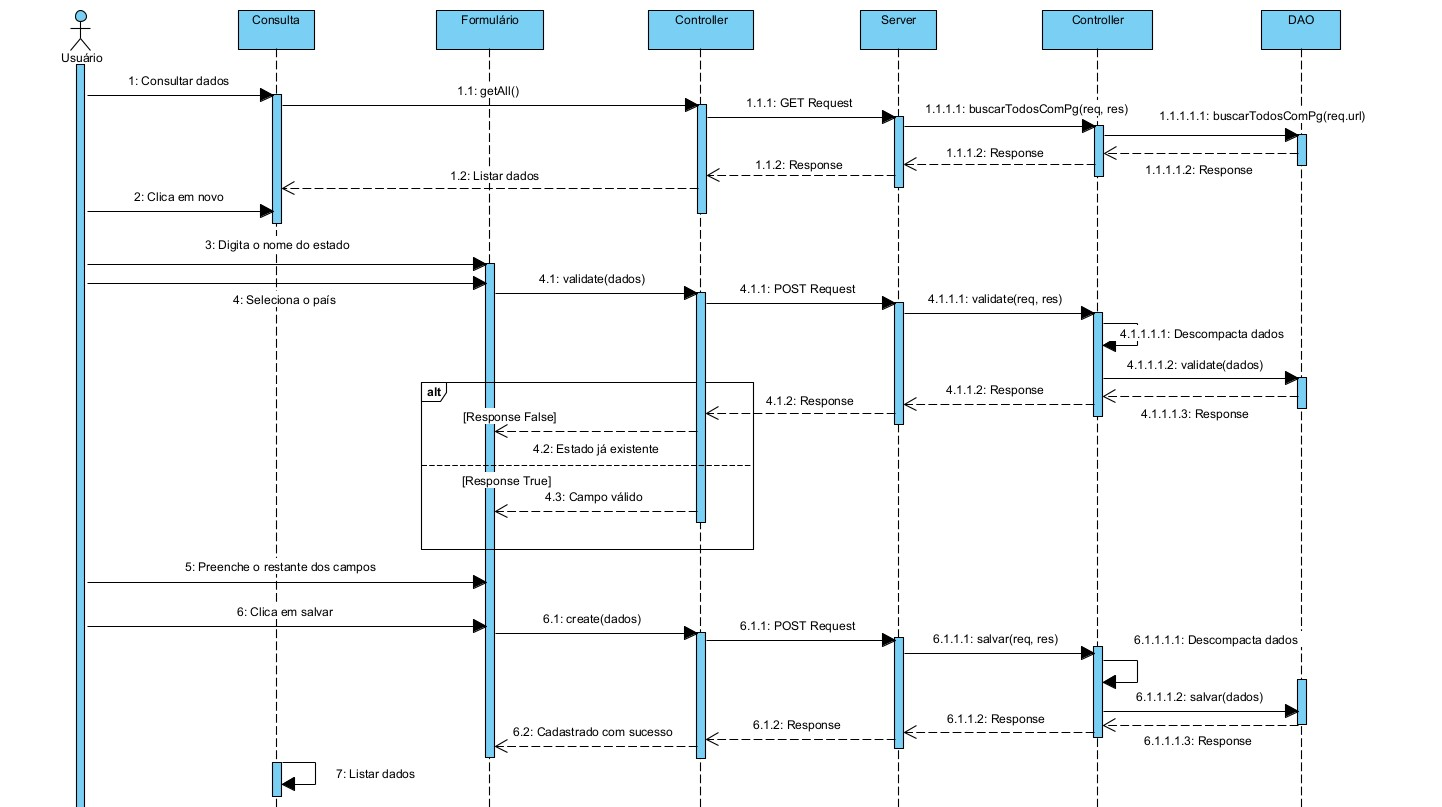 Consulta
Formulário
Controller
Server
Controller
DAO
Usuário
1: Consultar dados
1.1: getAll()
1.1.1: GET Request
1.1.1.1: buscarTodosComPg(req, res)
1.1.1.1.1: buscarTodosComPg(req.url)
1.1.1.1.2: Response
1.1.1.2: Response
1.1.2: Response
1.2: Listar dados
2: Clica em novo
3: Digita o nome do estado
4: Seleciona o país
4.1: validate(dados)
4.1.1: POST Request
4.1.1.1: validate(req, res)
4.1.1.1.1: Descompacta dados
4.1.1.1.2: validate(dados)
4.1.1.1.3: Response
4.1.1.2: Response
4.1.2: Response
alt
[Response False]
4.2: Estado já existente
[Response True]
4.3: Campo válido
5: Preenche o restante dos campos
6: Clica em salvar
6.1: create(dados)
6.1.1: POST Request
6.1.1.1: salvar(req, res)
6.1.1.1.1: Descompacta dados
6.1.1.1.2: salvar(dados)
6.1.1.1.3: Response
6.1.1.2: Response
6.1.2: Response
6.2: Cadastrado com sucesso
7: Listar dados